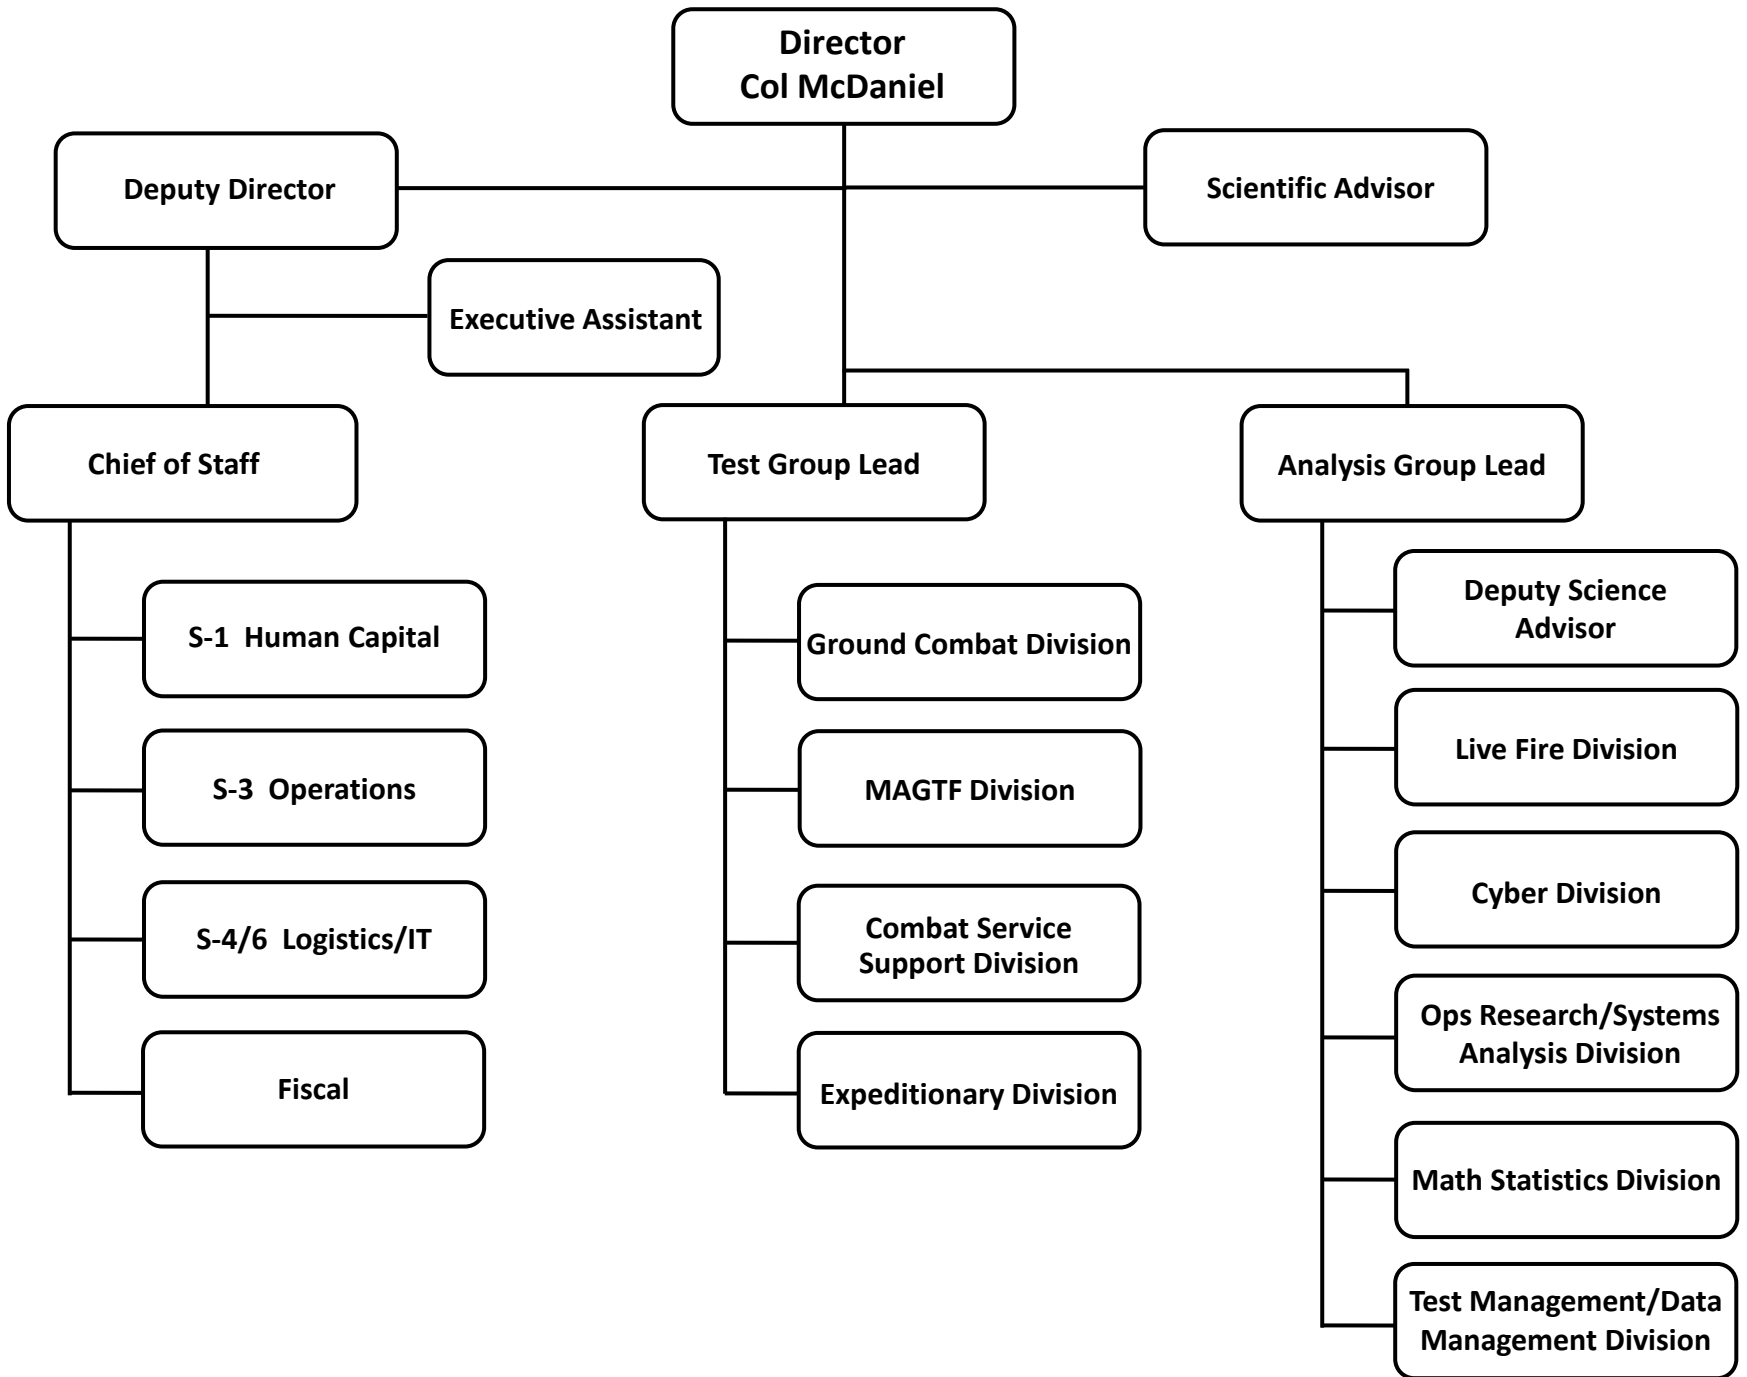 Director
Col McDaniel
Deputy Director
Scientific Advisor
Executive Assistant
Chief of Staff
Test Group Lead
Analysis Group Lead
S-1  Human Capital
S-3  Operations
S-4/6  Logistics/IT
Fiscal
Ground Combat Division
MAGTF Division
Combat Service
Support Division
Expeditionary Division
Deputy Science
Advisor
Live Fire Division
Cyber Division
Ops Research/Systems
Analysis Division
Math Statistics Division
Test Management/Data
Management Division